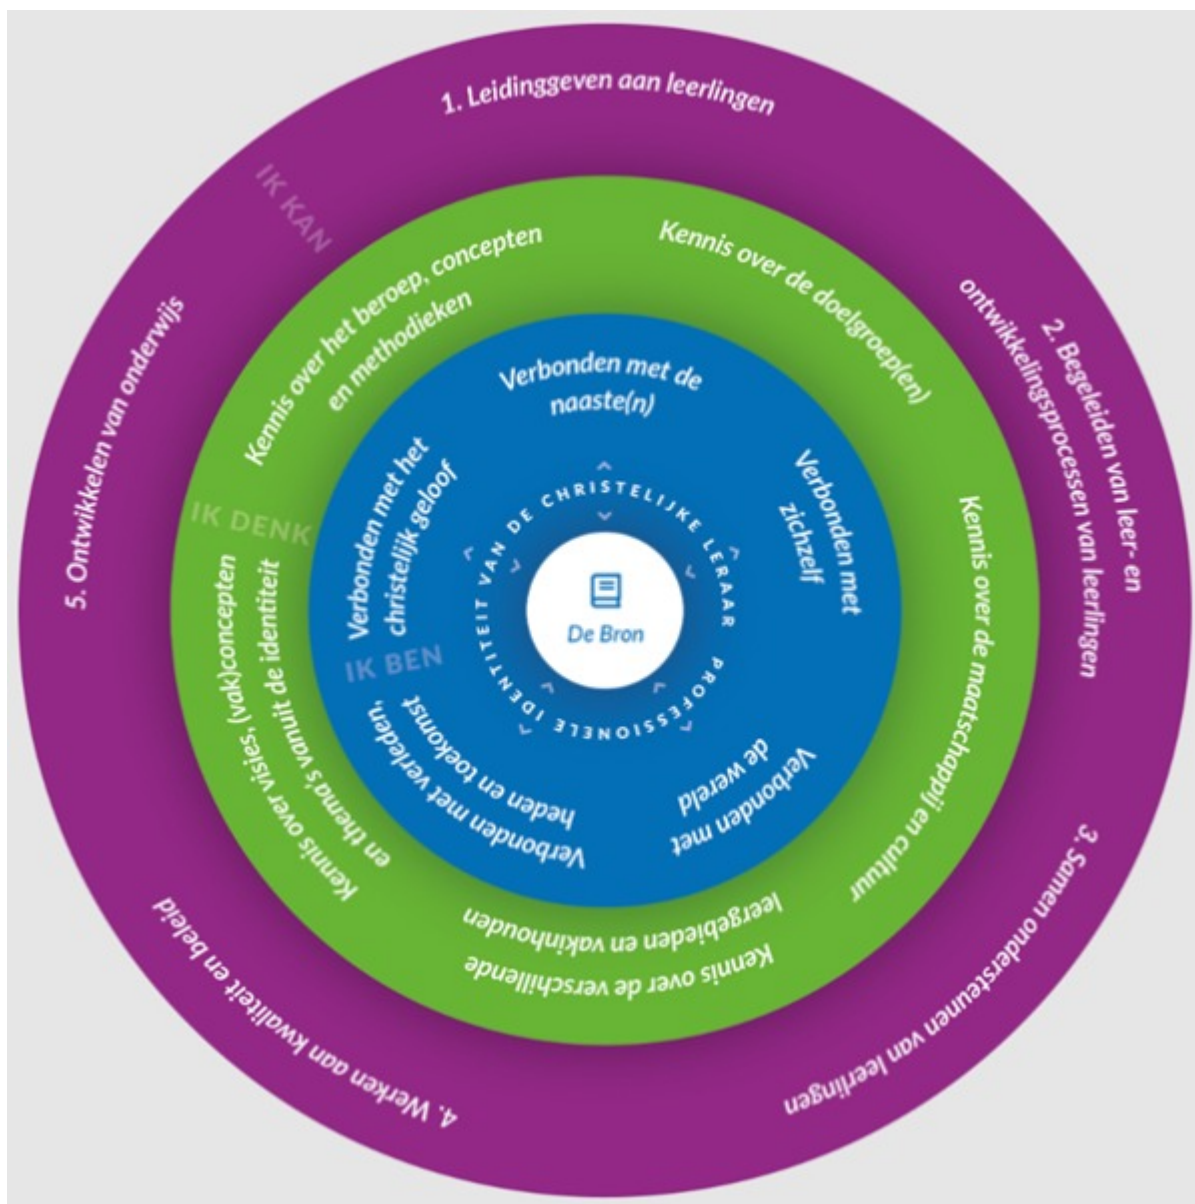 1. Leidinggeven aan leerlingen
2. Begeleiden van leer- en
ontwikkelingsprocessen van leerlingen
3. Samen ondersteunen van leerlingen
4. Werken aan kwaliteit en beleid
5. Ontwikkelen van onderwijs
IK KAN
Kennis over het beroep, concepten
en methodieken
Kennis over de doelgroep(en)
Kennis over de maatschappij en cultuur
Kennis over de verschillende
leergebieden en vakinhouden
Kennis over visies, (vak)concepten
en thema's vanuit de identiteit
IK DENK
Verbonden met de
naaste(n)
Verbonden met
zichzelf
Verbonden met
de wereld
Verbonden met verleden,
heden en toekomst
Verbonden met het
christelijk geloof
IK BEN
PROFESSIONELE IDENTITEIT VAN DE CHRISTELIJKE LERAAR
De Bron